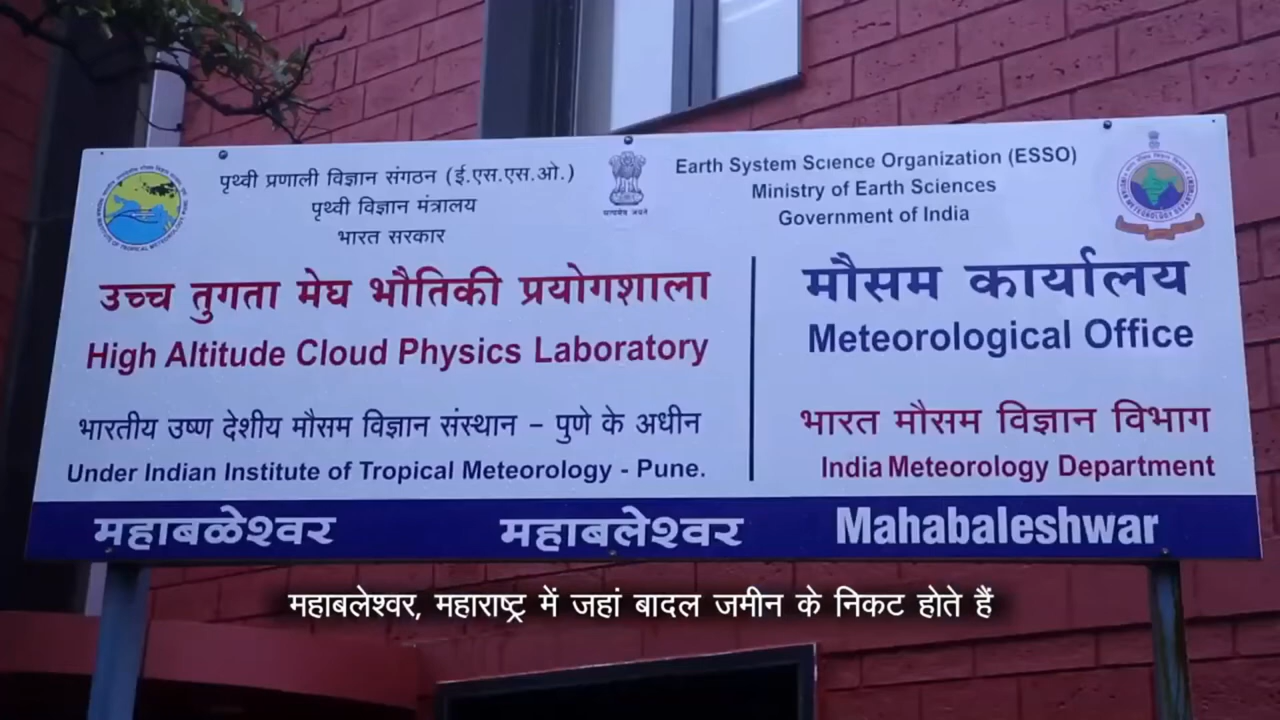 पृथ्वी प्रणाली विज्ञान संगठन (ई.एस.एस.ओ.)
पृथ्वी विज्ञान मंत्रालय
भारत सरकार
सत्यमेव जयते
Earth System Science Organization (ESSO)
Ministry of Earth Sciences
Government of India
उच्च तुगता मेघ भौतिकी प्रयोगशाला
High Altitude Cloud Physics Laboratory
भारतीय उष्ण देशीय मौसम विज्ञान संस्थान – पुणे के अधीन
Under Indian Institute of Tropical Meteorology - Pune.
मौसम कार्यालय
Meteorological Office
भारत मौसम विज्ञान विभाग
India Meteorology Department
महाबळेश्वर महाबलेश्वर Mahabaleshwar
महाबलेश्वर, महाराष्ट्र में जहां बादल जमीन के निकट होते हैं